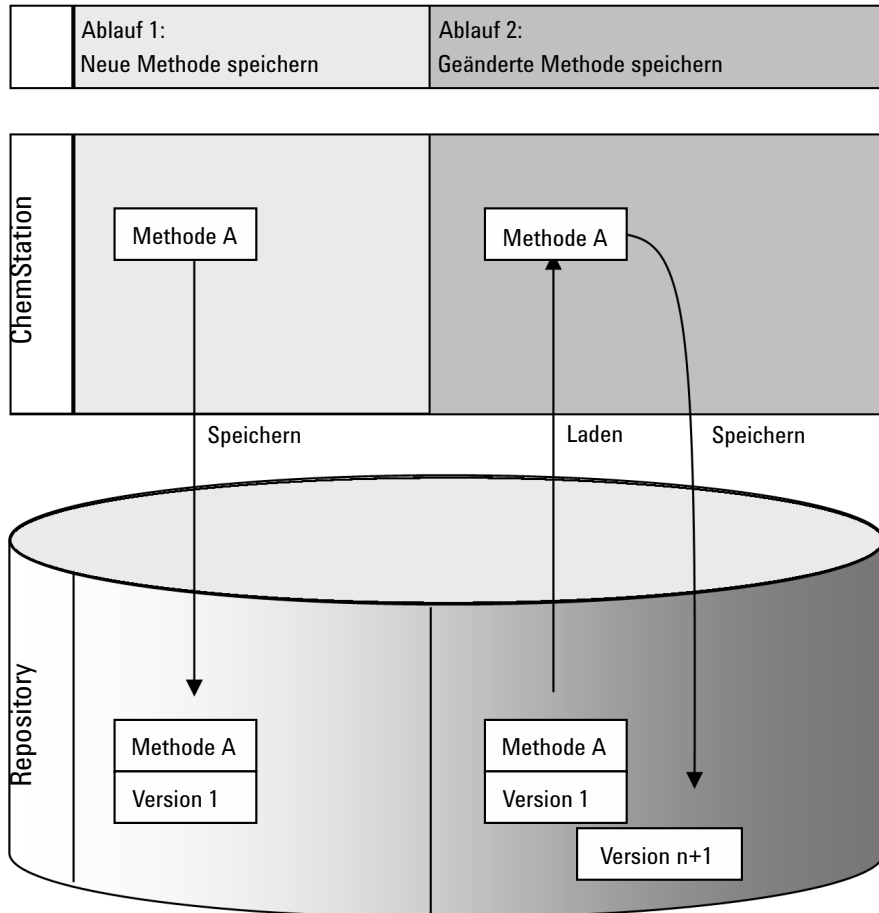 Ablauf 1:
Neue Methode speichern
Ablauf 2:
Geänderte Methode speichern
ChemStation
Methode A
Methode A
Speichern
Laden
Speichern
Repository
Methode A
Version 1
Methode A
Version 1
Version n+1